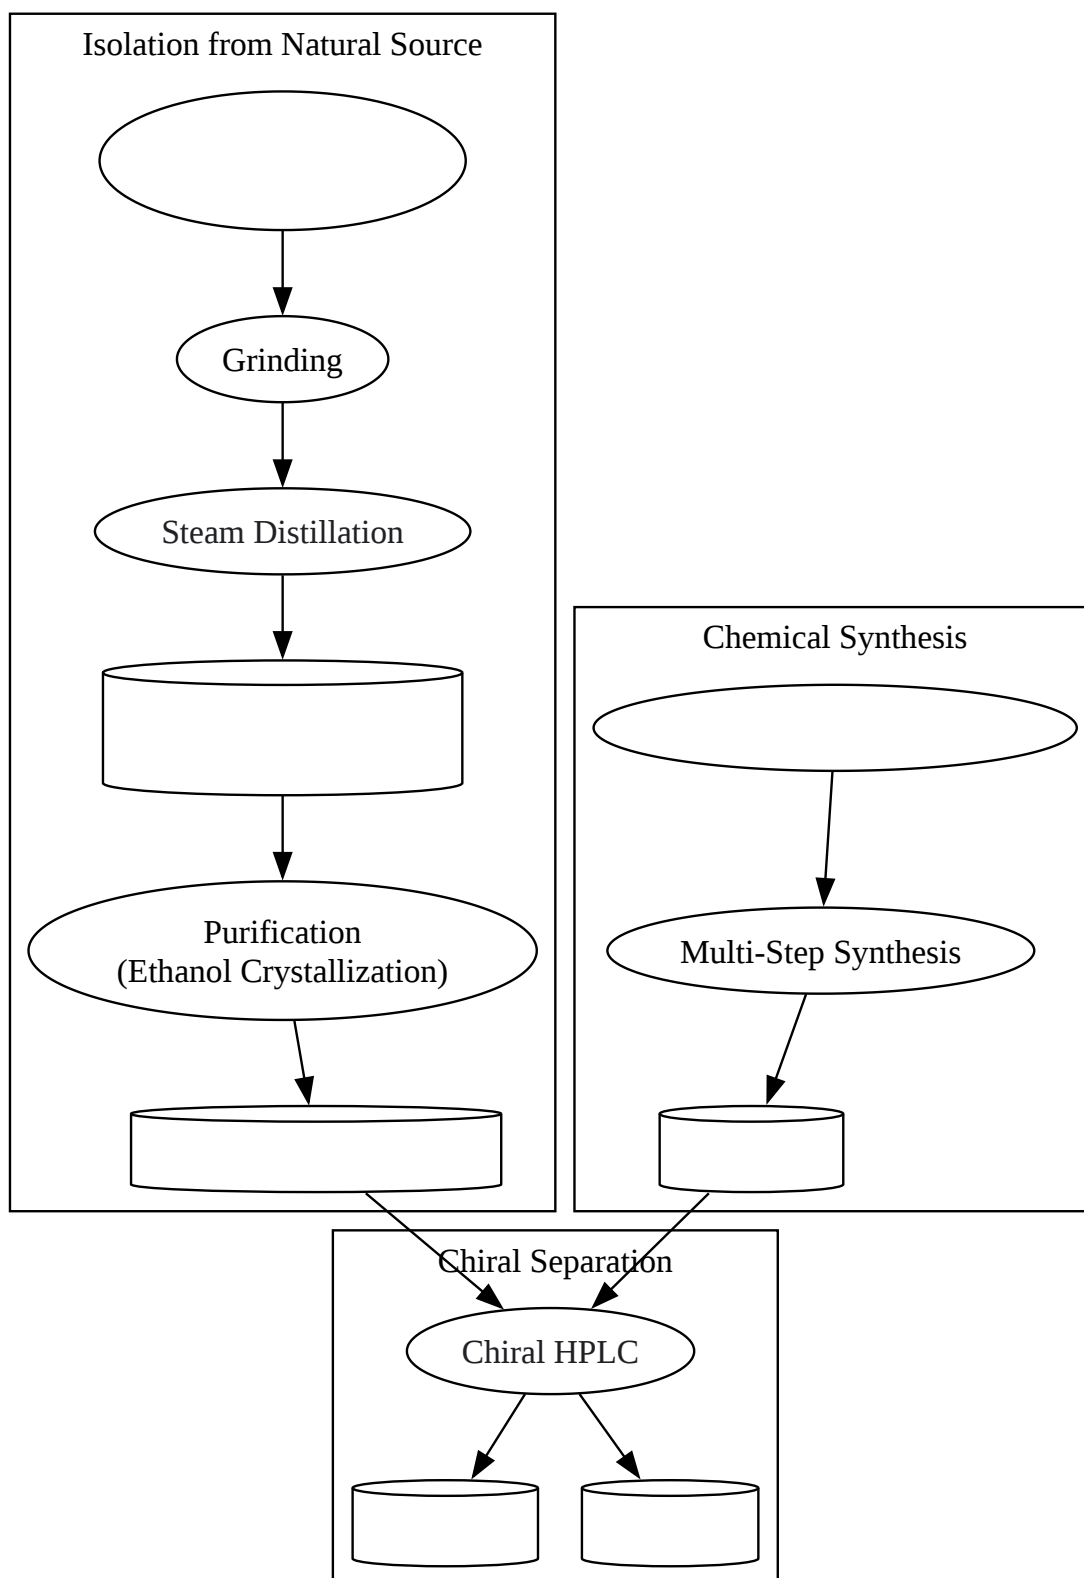 Isolation from Natural Source
Grinding
Steam Distillation
Purification
(Ethanol Crystallization)
Chemical Synthesis
Multi-Step Synthesis
Chiral Separation
Chiral HPLC